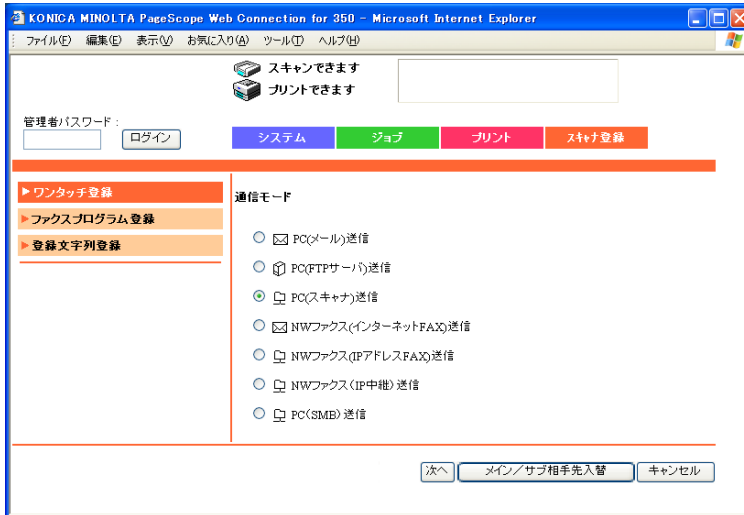 KONICA MINOLTA PageScope Web Connection for 350 - Microsoft Internet Explorer
ファイル(F) 編集(E) 表示(V) お気に入り(A) ツール(T) ヘルプ(H)
スキャンできます
プリントできます
管理者パスワード:
ログイン
システム ジョブ プリント スキャナ登録
ワンタッチ登録
ファクスプログラム登録
登録文字列登録
通信モード
PC(メール)送信
PC(FTPサーバ)送信
PC(スキャナ)送信
NWファクス(インターネットFAX)送信
NWファクス(IPアドレスFAX)送信
NWファクス(IP中継)送信
PC(SMB)送信
次へ メイン/サブ相手先入替 キャンセル